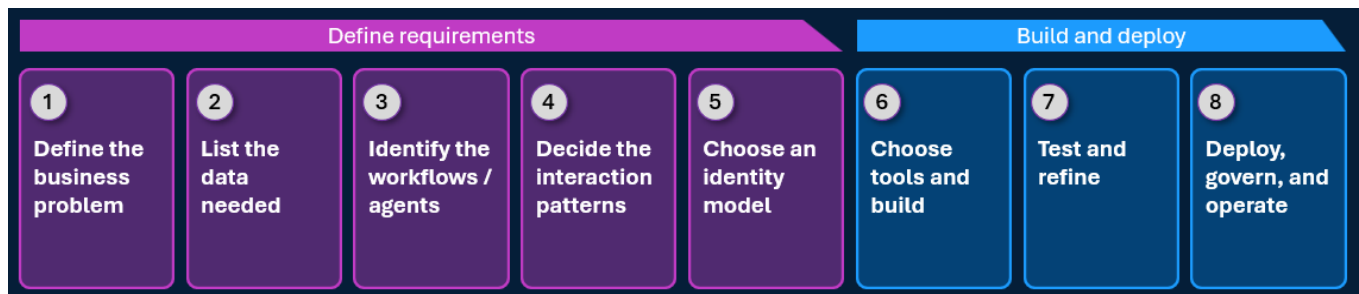 Define requirements
Build and deploy
1
Define the
business
problem
2
List the
data
needed
3
Identify the
workflows /
agents
4
Decide the
interaction
patterns
5
Choose an
identity
model
6
Choose
tools and
build
7
Test and
refine
8
Deploy,
govern, and
operate